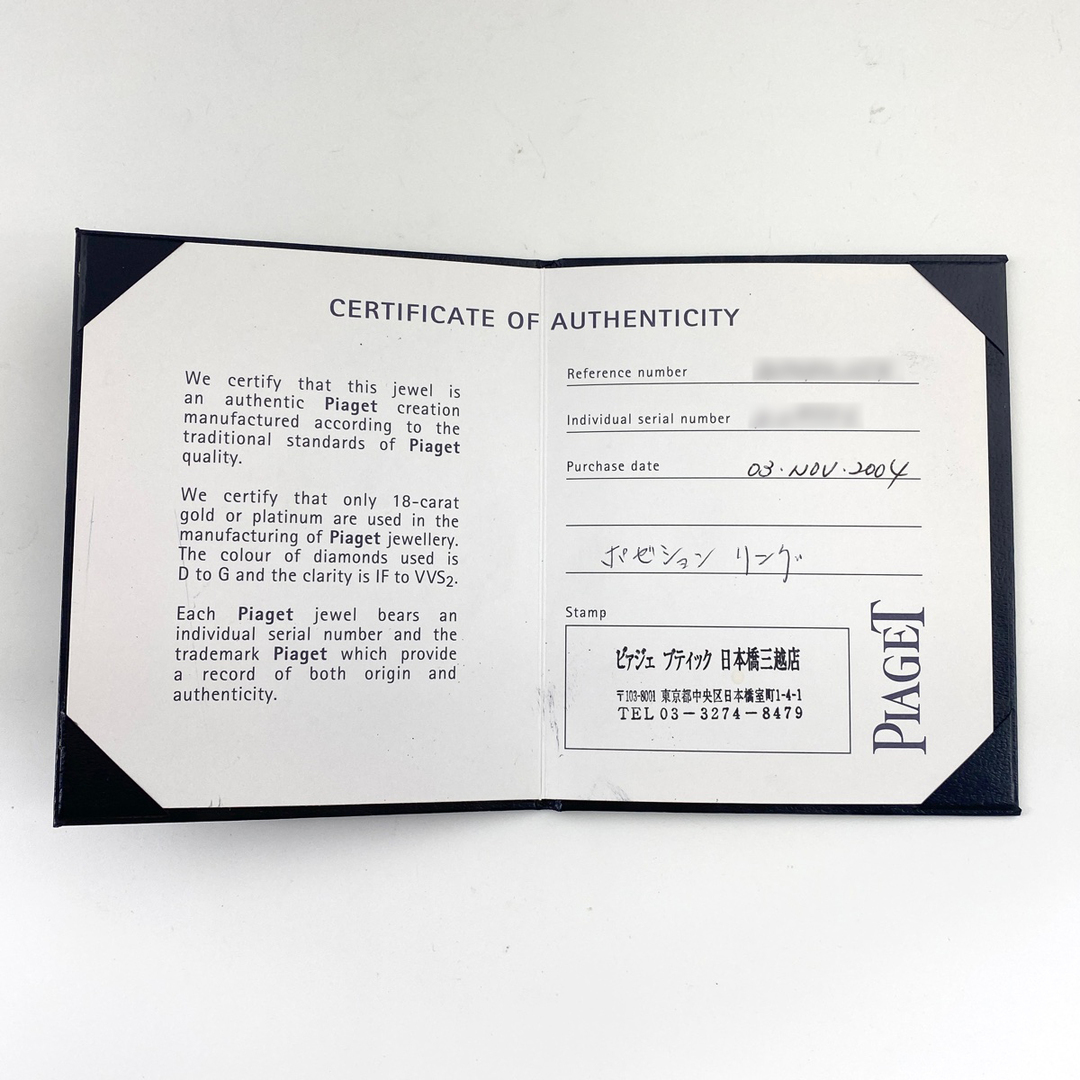 CERTIFICATE OF AUTHENTICITY
We certify that this jewel is
an authentic Piaget creation
manufactured according to the
traditional standards of Piaget
quality.
We certify that only 18-carat
gold or platinum are used in the
manufacturing of Piaget jewellery.
The colour of diamonds used is
D to G and the clarity is IF to VVS2.
Each Piaget jewel bears an
individual serial number and the
trademark Piaget which provide
a record of both origin and
authenticity.
Reference number
Individual serial number
Purchase date 03・NOV・2004
ポゼション リング
Stamp
ピアジェ ブティック 日本橋三越店
〒103-8001 東京都中央区日本橋室町1-4-1
TEL 03-3274-8479
PIAGET